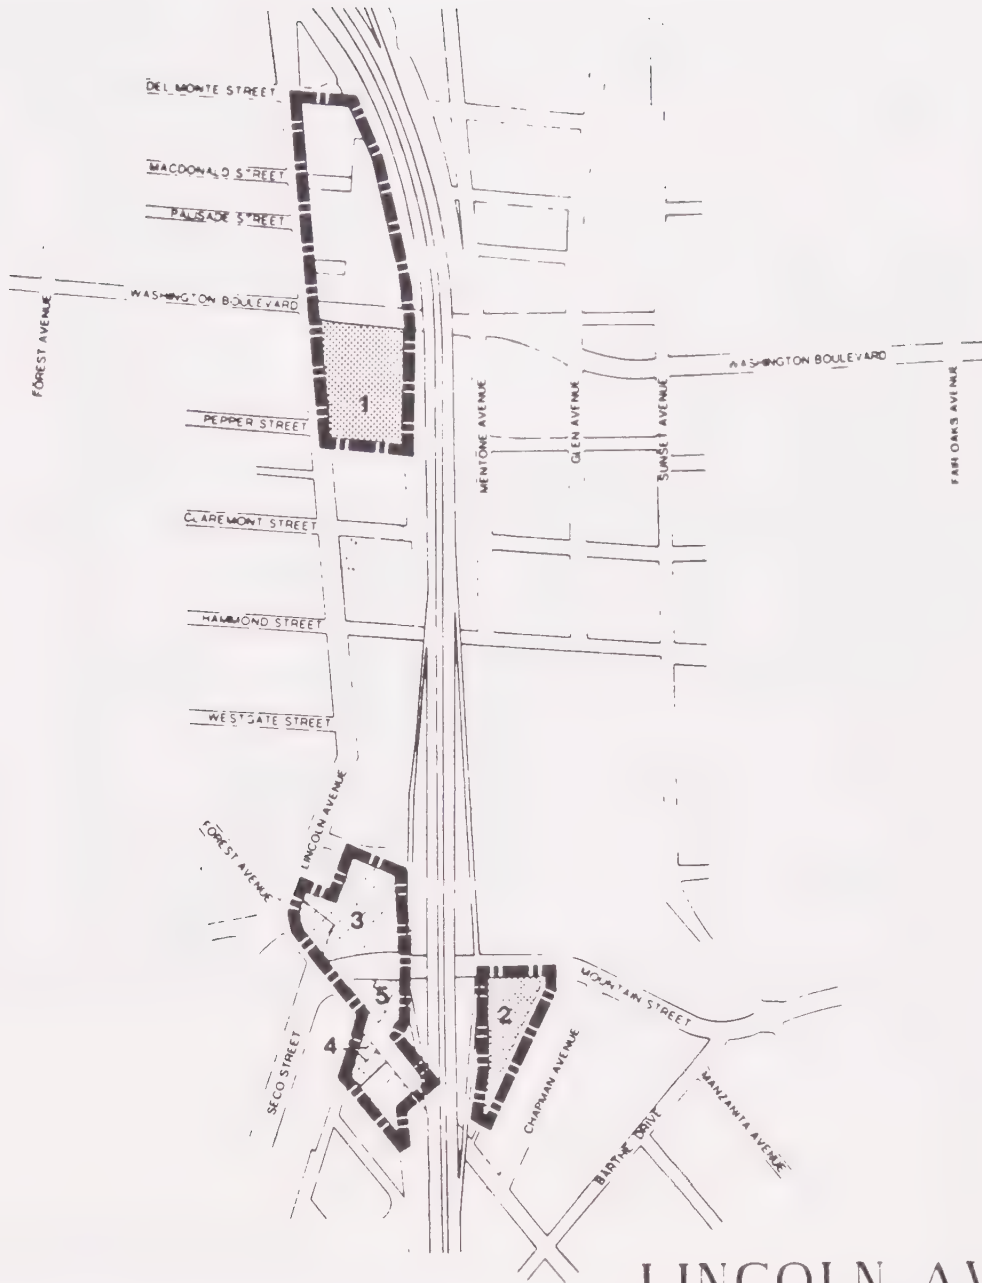 DEL MONTE STREET
MACDONALD STREET
PALISADE STREET
WASHINGTON BOULEVARD
FOREST AVENUE
WASHINGTON BOULEVARD
1
PEPPER STREET
MENTONE AVENUE
GLEN AVENUE
SUNSET AVENUE
FAIR OAKS AVENUE
CLAREMONT STREET
HAMMOND STREET
WESTGATE STREET
LINCOLN AVENUE
FOREST AVENUE
3
5
2
MOUNTAIN STREET
4
SECO STREET
CHAPMAN AVENUE
BARTHE DRIVE
MANZANITA AVENUE
LINCOLN AV